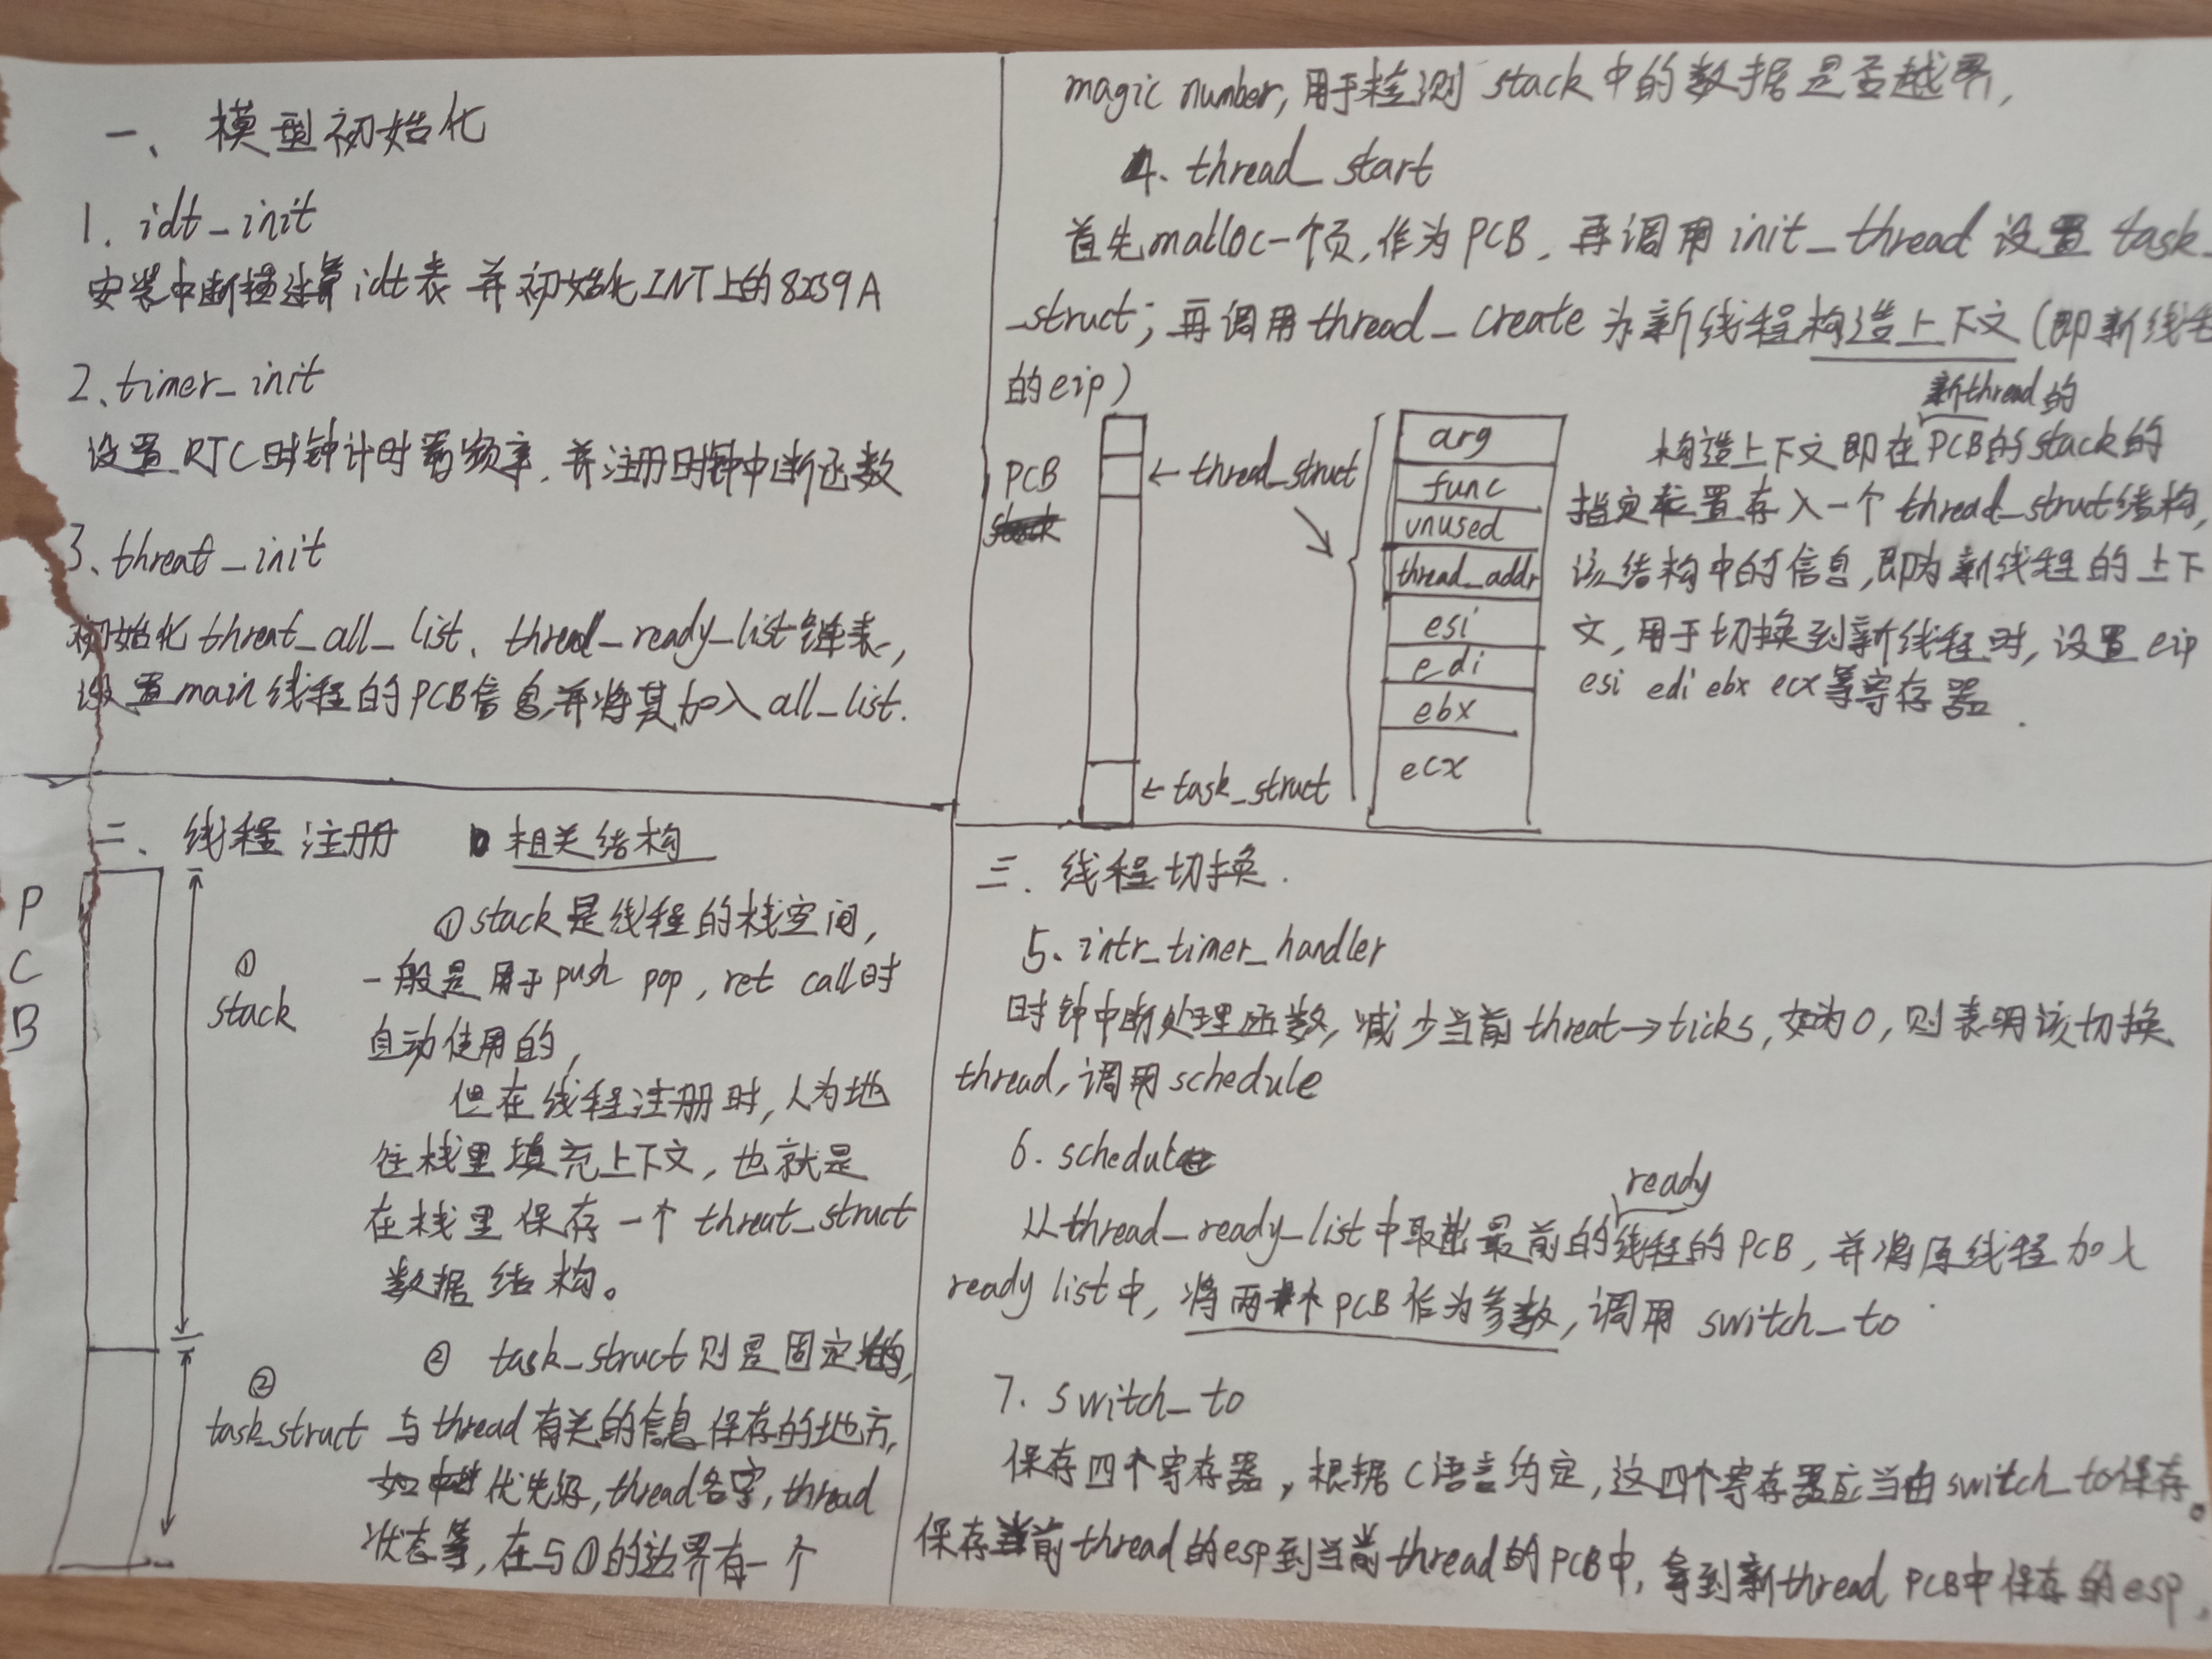 一、模型初始化
1. idt_init
安装中断描述符idt表 并初始化INT上的8259A
2、timer_init
设置RTC时钟计时器频率，并注册时钟中断函数
3、threat_init
初始化threat_all_list、thread_ready_list链表，
设置main线程的PCB信息，并将其加入all_list.
二、线程注册 相关结构
P
C
B
①
stack
②
task_struct
①stack是线程的栈空间，
一般是用于push pop, ret call时
自动使用的，
但在线程注册时，人为地
往栈里填充上下文，也就是
在栈里保存一个threat_struct
数据结构。
② task_struct则是固定的，
与thread有关的信息保存的地方，
如优先级，thread名字，thread
状态等，在与①的边界有一个
magic number, 用于检测stack中的数据是否越界，
4. thread_start
首先malloc一个页，作为PCB，再调用init_thread 设置task_
_struct；再调用thread_create为新线程构造上下文（即新线
的eip）
PCB
← thread_struct
← task_struct
arg
func
unused
thread_addr
esi
edi
ebx
ecx
新thread的
构造上下文即在PCB的stack的
指定位置存入一个thread_struct结构，
该结构中的信息，即为新线程的上下
文，用于切换到新线程时，设置eip
esi edi ebx ecx等寄存器.
三、线程切换.
5、intr_timer_handler
时钟中断处理函数，减少当前threat→ticks，如为0，则表明该切换
thread，调用schedule
6. schedule
ready
从thread_ready_list中取出最前的线程的PCB，并将原线程加入
ready list中，将两个PCB作为参数，调用 switch_to
7. switch_to
保存四个寄存器，根据C语言约定，这四个寄存器应当由switch_to保存。
保存当前thread的esp到当前thread的PCB中，拿到新thread PCB中保存的esp，